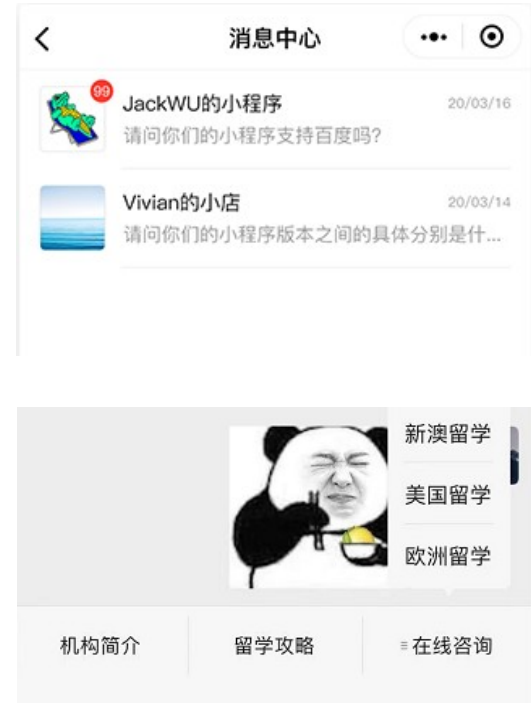 消息中心
99
JackWU的小程序
20/03/16
请问你们的小程序支持百度吗?
Vivian的小店
20/03/14
请问你们的小程序版本之间的具体分别是什...
新澳留学
美国留学
欧洲留学
机构简介
留学攻略
在线咨询